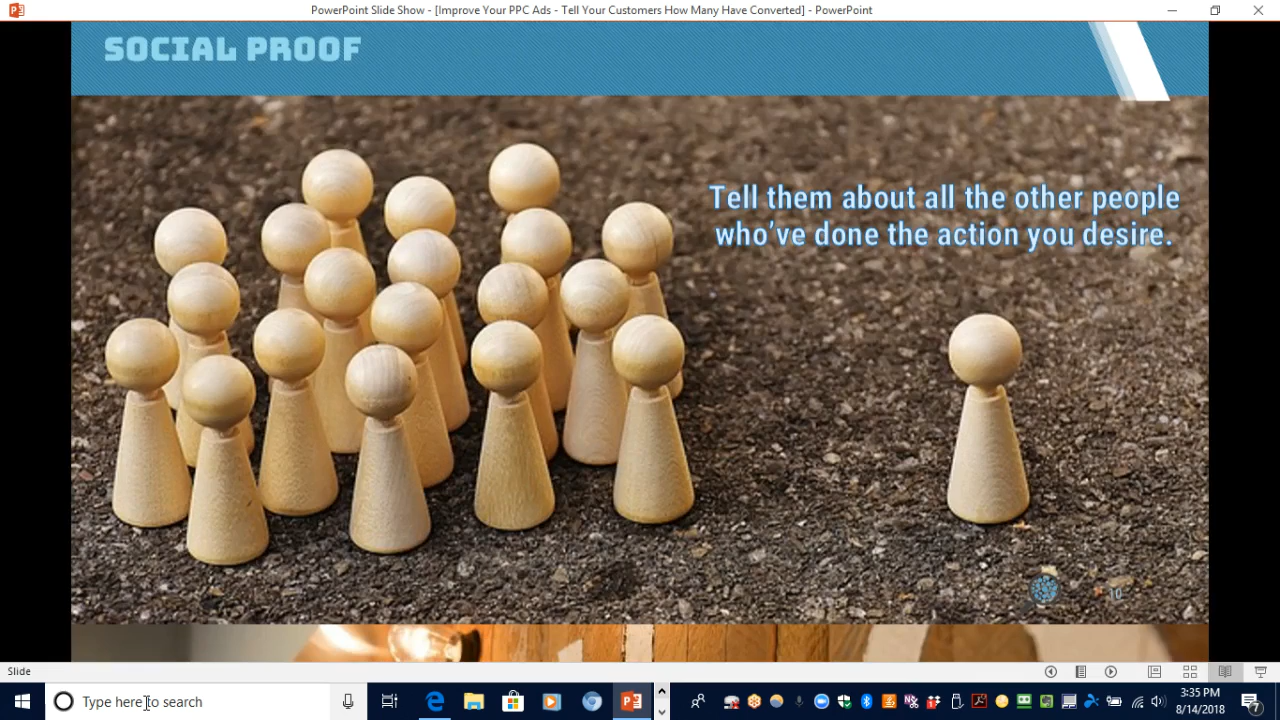 PowerPoint Slide Show - [Improve Your PPC Ads - Tell Your Customers How Many Have Converted] - PowerPoint
SOCIAL PROOF
Tell them about all the other people
who've done the action you desire.
10
Slide
Type here to search
3:35 PM
8/14/2018
7